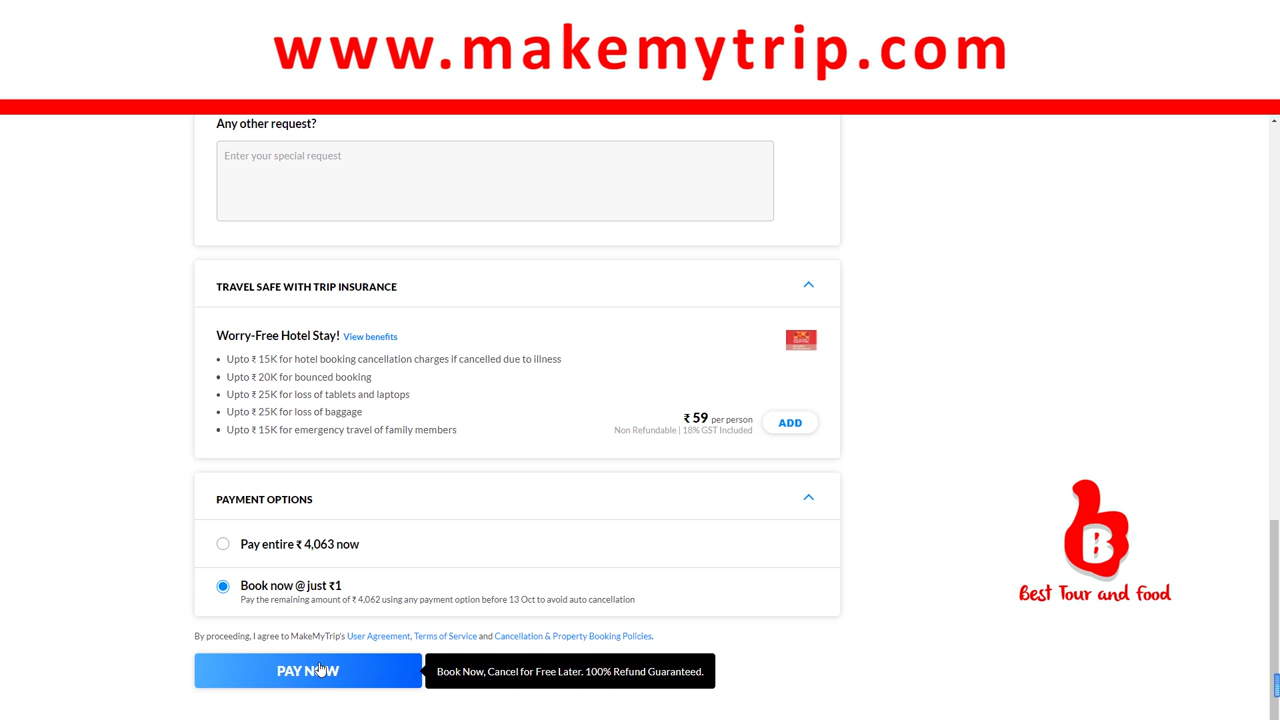 www.makemytrip.com
Any other request?
Enter your special request
TRAVEL SAFE WITH TRIP INSURANCE
Worry-Free Hotel Stay! View benefits
• Upto ₹ 15K for hotel booking cancellation charges if cancelled due to illness
• Upto ₹ 20K for bounced booking
• Upto ₹ 25K for loss of tablets and laptops
• Upto ₹ 25K for loss of baggage
• Upto ₹ 15K for emergency travel of family members
₹ 59 per person
Non Refundable | 18% GST Included
ADD
PAYMENT OPTIONS
Pay entire ₹ 4,063 now
Book now @ just ₹1
Pay the remaining amount of ₹ 4,062 using any payment option before 13 Oct to avoid auto cancellation
By proceeding, I agree to MakeMyTrip's User Agreement, Terms of Service and Cancellation & Property Booking Policies.
PAY NOW
Book Now, Cancel for Free Later. 100% Refund Guaranteed.
B
Best Tour and food